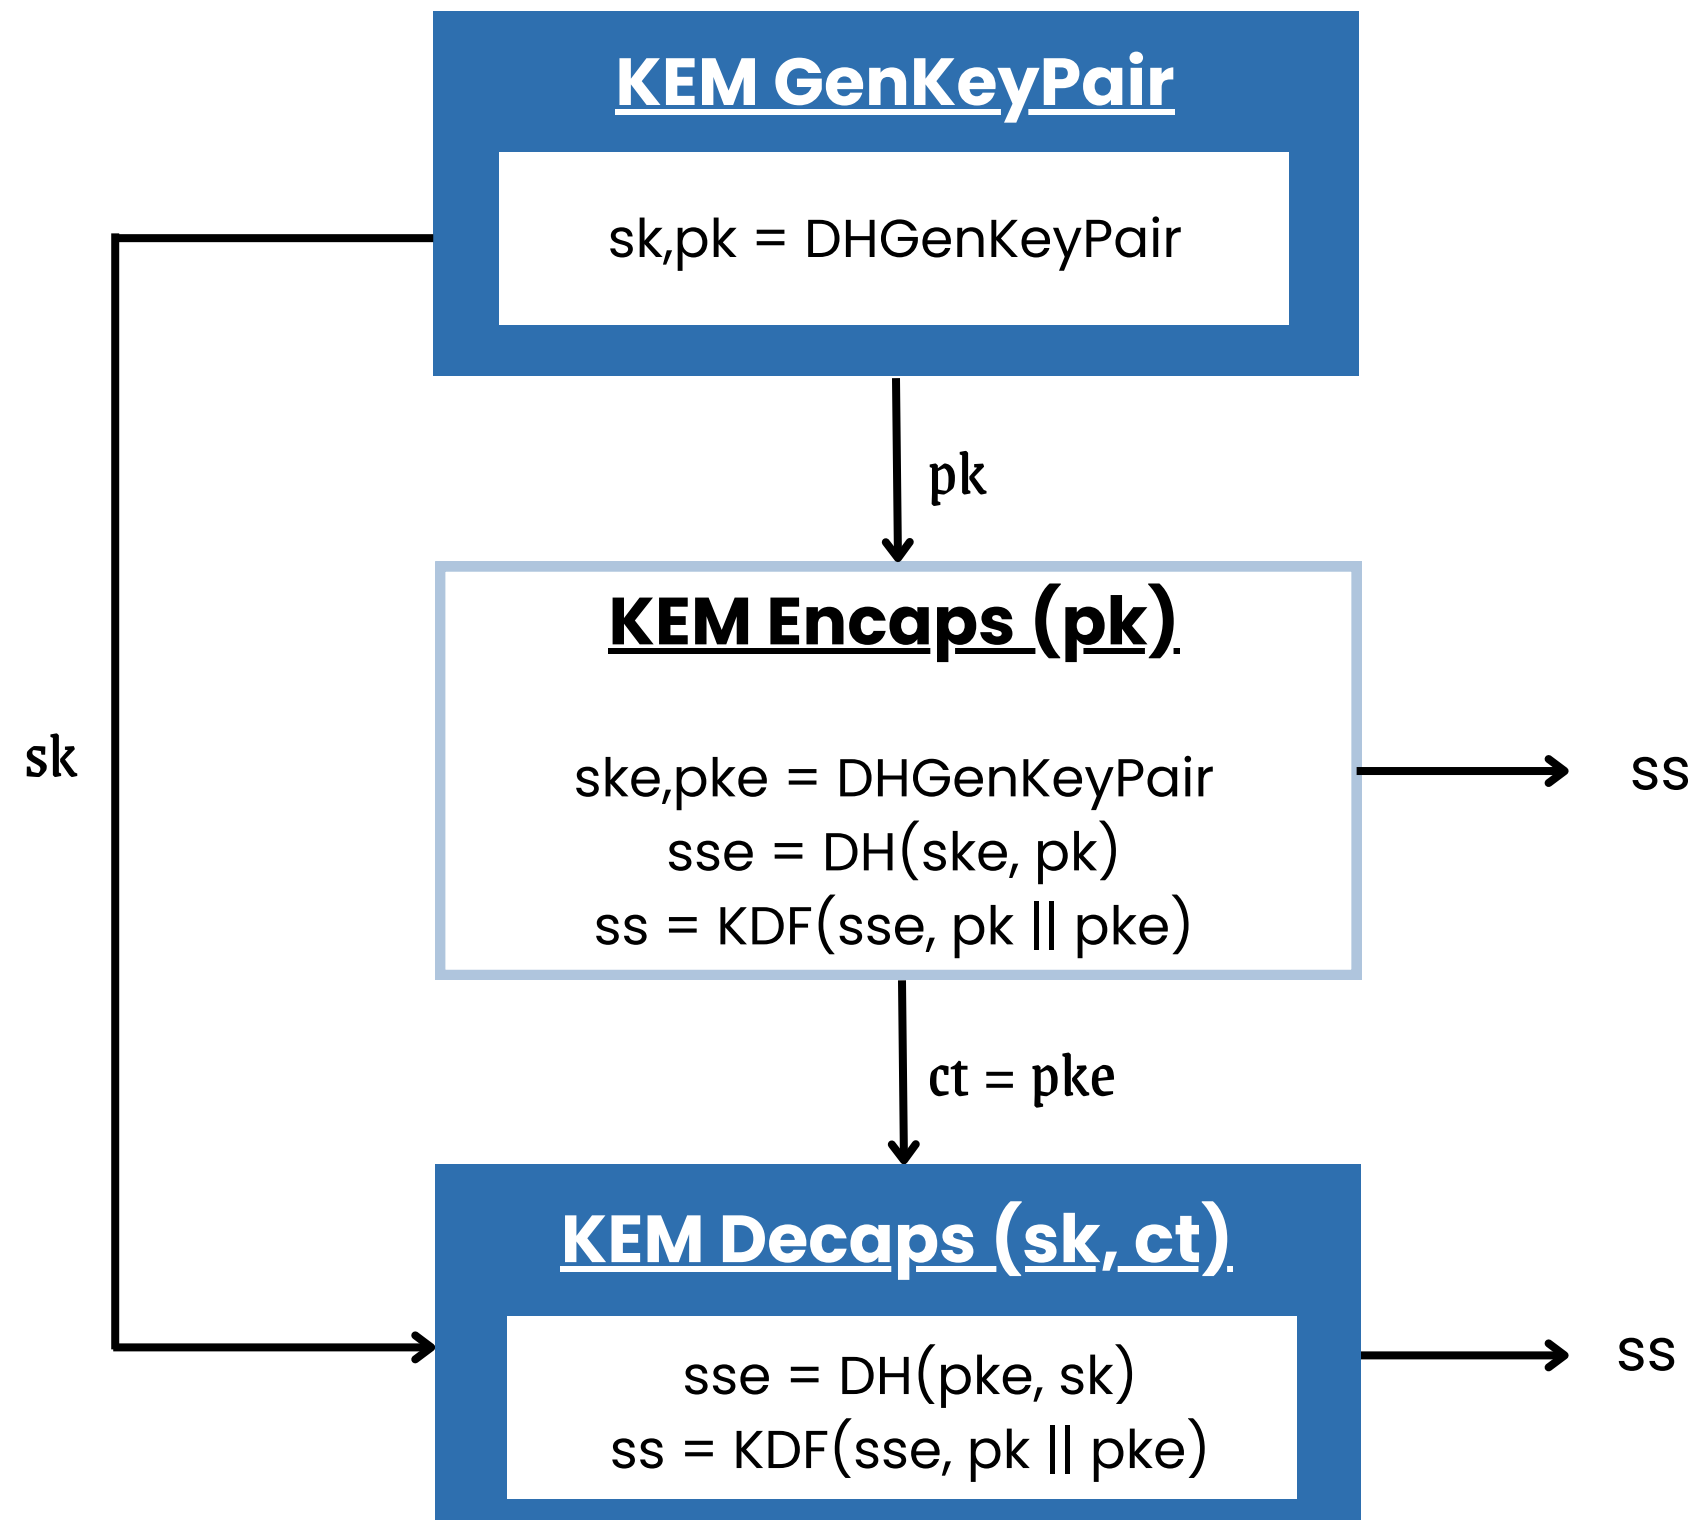 KEM GenKeyPair
sk,pk = DHGenKeyPair
pk
KEM Encaps (pk)
sk
ske,pke = DHGenKeyPair
ss
sse = DH(ske, pk)
ss = KDF(sse, pk || pke)
ct = pke
KEM Decaps (sk, ct)
sse = DH(pke, sk)
ss
ss = KDF(sse, pk || pke)